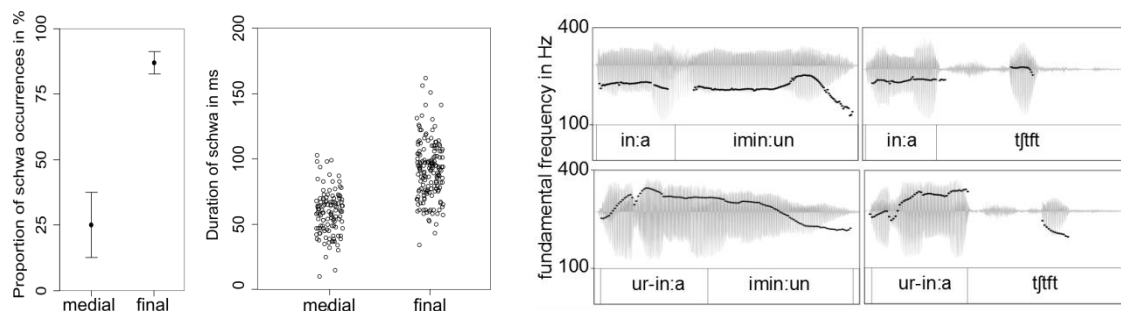 Proportion of schwa occurrences in %
100
75
50
25
0
medial final
Duration of schwa in ms
200
150
100
50
0
medial final
fundamental frequency in Hz
400
100
in:a imin:un
in:a tʃtft
400
100
ur-in:a imin:un
ur-in:a tʃtft